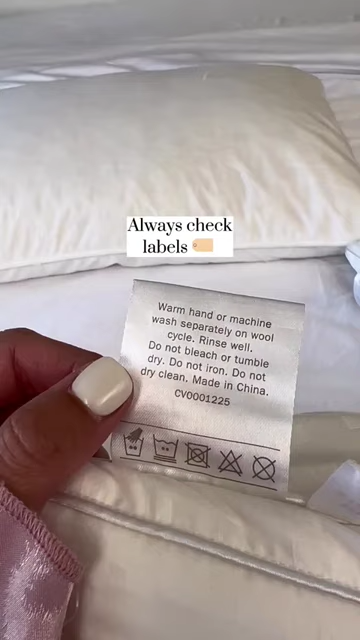 Always check
labels 🏷️
Warm hand or machine
wash separately on wool
cycle. Rinse well.
Do not bleach or tumble
dry. Do not iron. Do not
dry clean. Made in China.
CV0001225